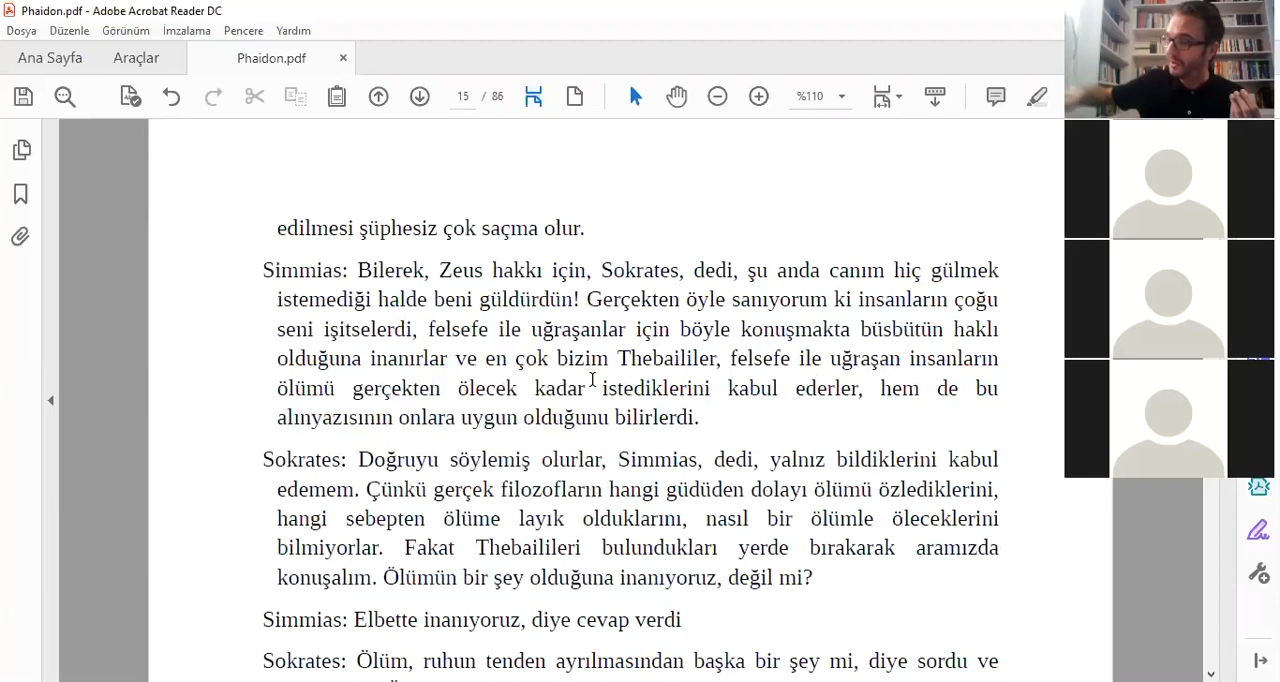 Phaidon.pdf - Adobe Acrobat Reader DC
Dosya Düzenle Görünüm İmzalama Pencere Yardım
Ana Sayfa Araçlar Phaidon.pdf ×
15 / 86 %110
edilmesi şüphesiz çok saçma olur.
Simmias: Bilerek, Zeus hakkı için, Sokrates, dedi, şu anda canım hiç gülmek
istemediği halde beni güldürdün! Gerçekten öyle sanıyorum ki insanların çoğu
seni işitselerdi, felsefe ile uğraşanlar için böyle konuşmakta büsbütün haklı
olduğuna inanırlar ve en çok bizim Thebaililer, felsefe ile uğraşan insanların
ölümü gerçekten ölecek kadar istediklerini kabul ederler, hem de bu
alınyazısının onlara uygun olduğunu bilirlerdi.
Sokrates: Doğruyu söylemiş olurlar, Simmias, dedi, yalnız bildiklerini kabul
edemem. Çünkü gerçek filozofların hangi güdüden dolayı ölümü özlediklerini,
hangi sebepten ölüme layık olduklarını, nasıl bir ölümle öleceklerini
bilmiyorlar. Fakat Thebailileri bulundukları yerde bırakarak aramızda
konuşalım. Ölümün bir şey olduğuna inanıyoruz, değil mi?
Simmias: Elbette inanıyoruz, diye cevap verdi
Sokrates: Ölüm, ruhun tenden ayrılmasından başka bir şey mi, diye sordu ve